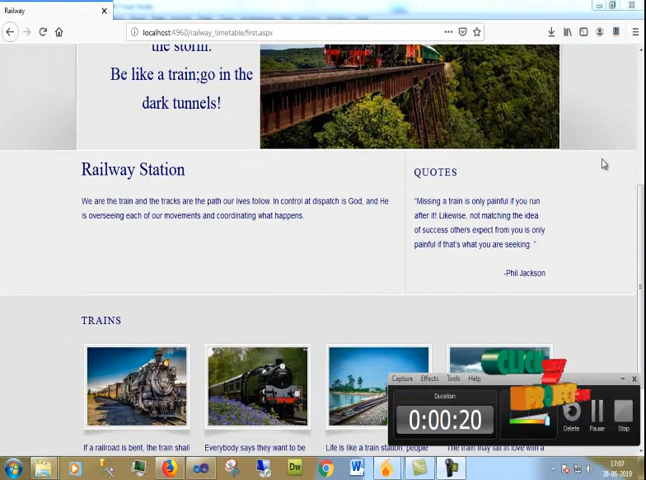 Railway
localhost:4960/railway_timetable/first.aspx
the storm.
Be like a train;go in the
dark tunnels!
Railway Station
We are the train and the tracks are the path our lives follow. In control at dispatch is God, and He
is overseeing each of our movements and coordinating what happens.
QUOTES
"Missing a train is only painful if you run
after it! Likewise, not matching the idea
of success others expect from you is only
painful if that's what you are seeking. "
-Phil Jackson
TRAINS
If a railroad is bent, the train shall
Everybody says they want to be
Life is like a train station, people
The train may fall in love with a
Capture Effects Tools Help
Duration
0:00:20
CLICK
MY
PROJECT
Delete
Pause
Stop
Dw
17:07
28-06-2019